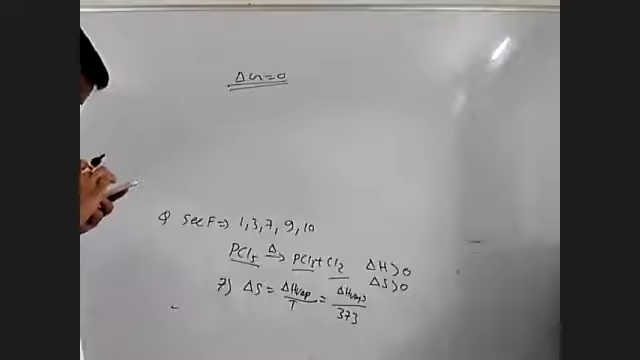 ΔG=0
Q Sec F ⇒ 1, 3, 7, 9, 10
PCl5 Δ→ PCl3 + Cl2 ΔH>0
ΔS>0
7) ΔS = ΔHvap/T = ΔHvap/373